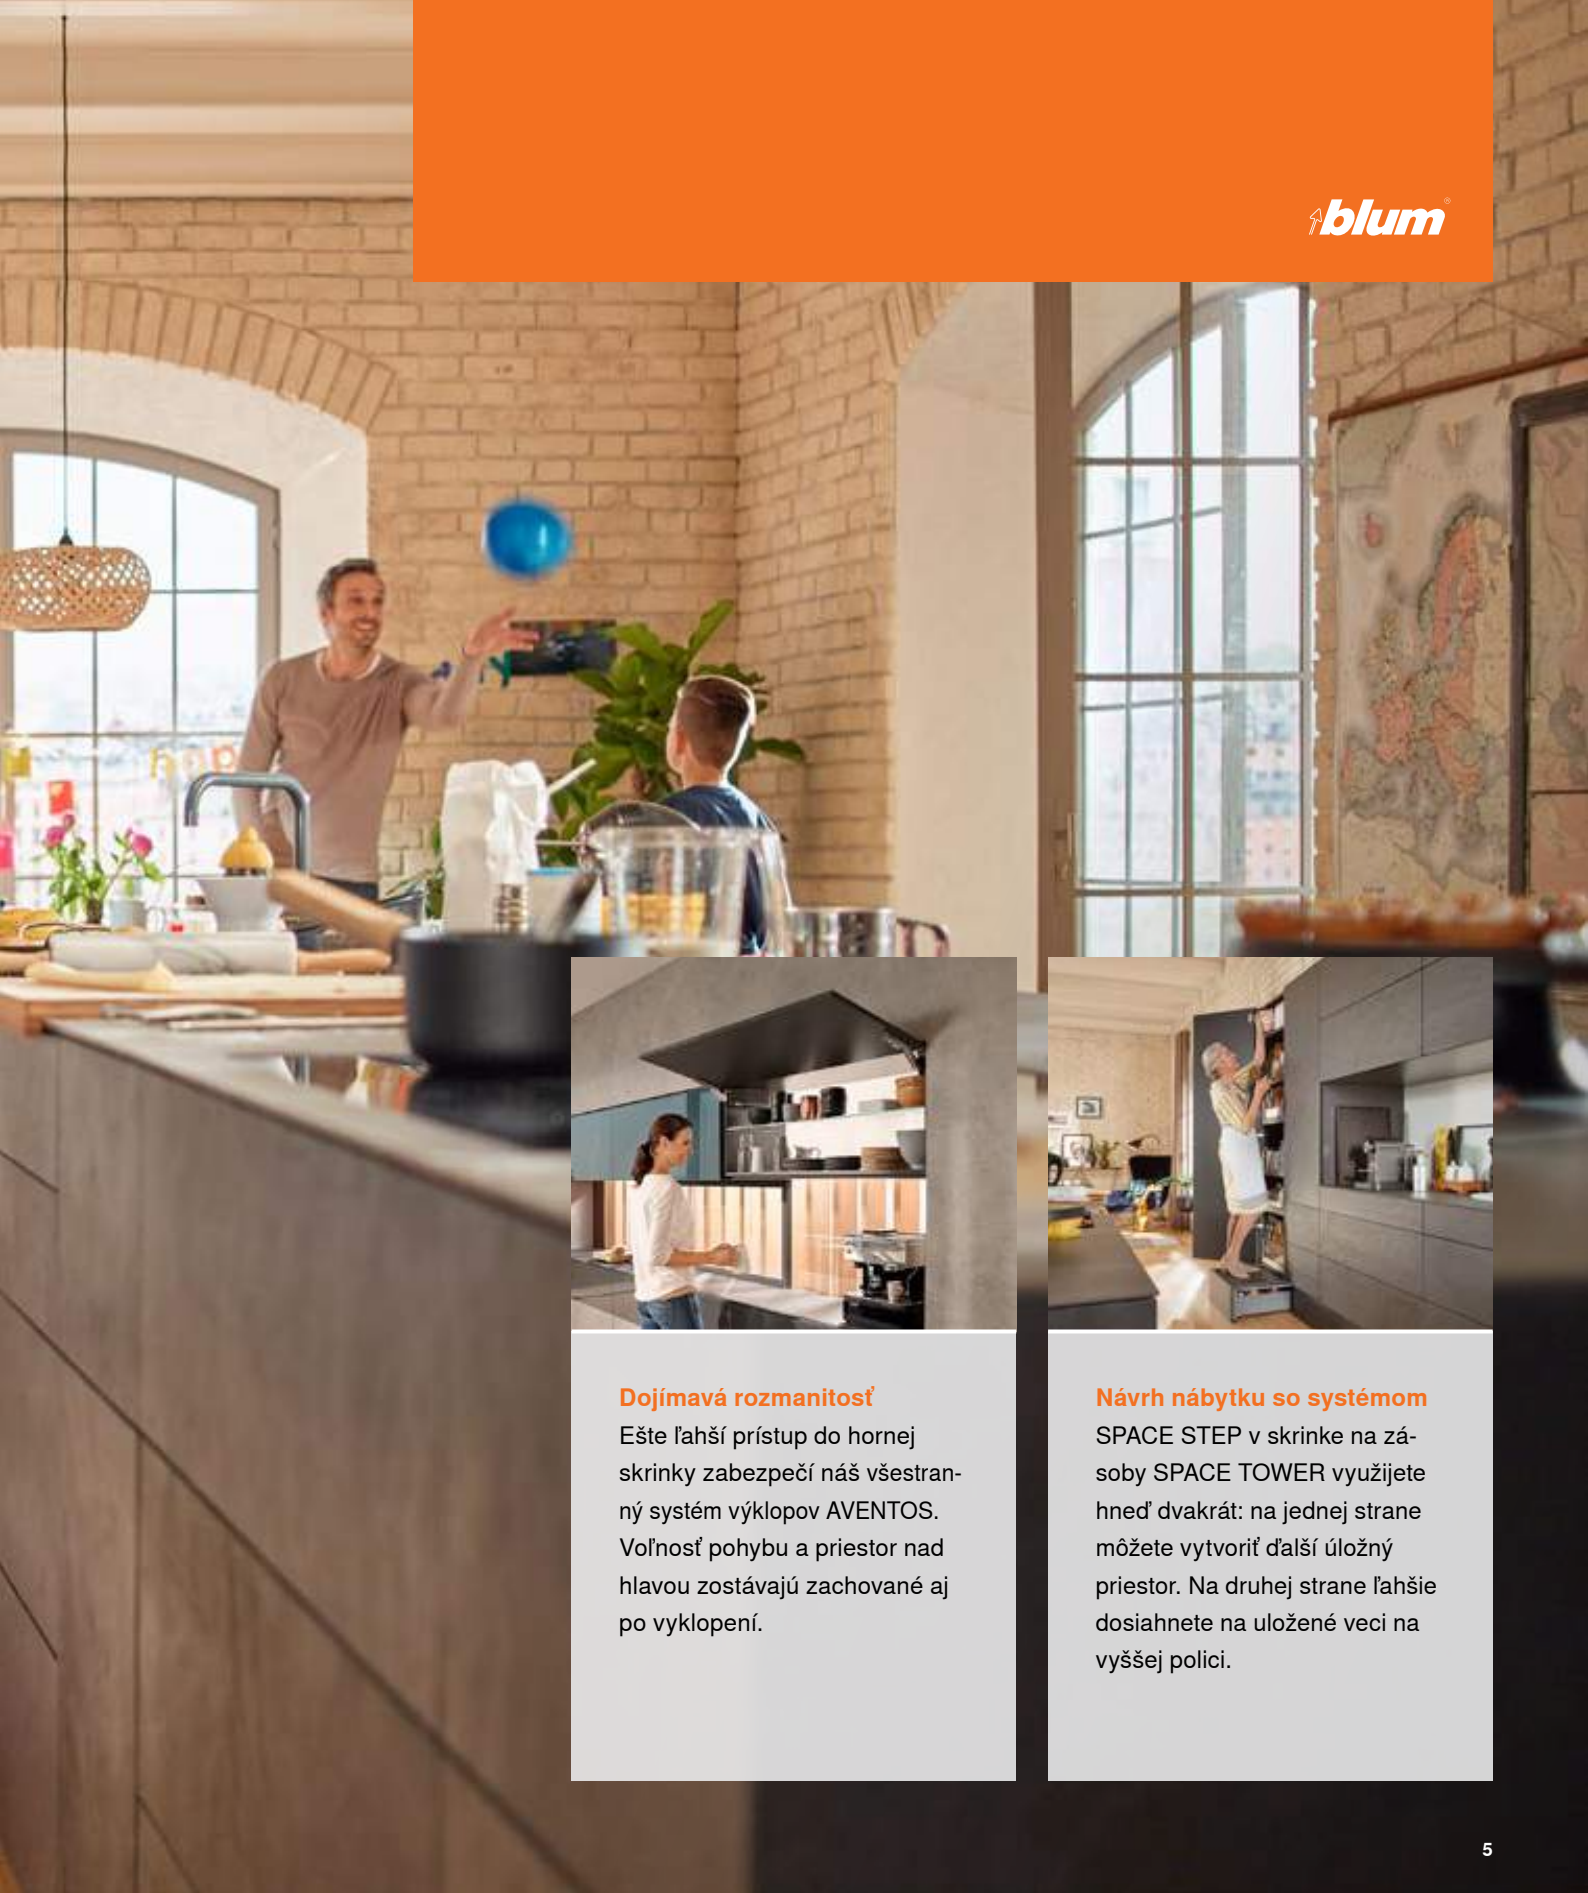 blum®
hap
Dojímavá rozmanitosť
Ešte ľahší prístup do hornej
skrinky zabezpečí náš všestran-
ný systém výklopov AVENTOS.
Voľnosť pohybu a priestor nad
hlavou zostávajú zachované aj
po vyklopení.
Návrh nábytku so systémom
SPACE STEP v skrinke na zá-
soby SPACE TOWER využijete
hneď dvakrát: na jednej strane
môžete vytvoriť ďalší úložný
priestor. Na druhej strane ľahšie
dosiahnete na uložené veci na
vyššej polici.
5